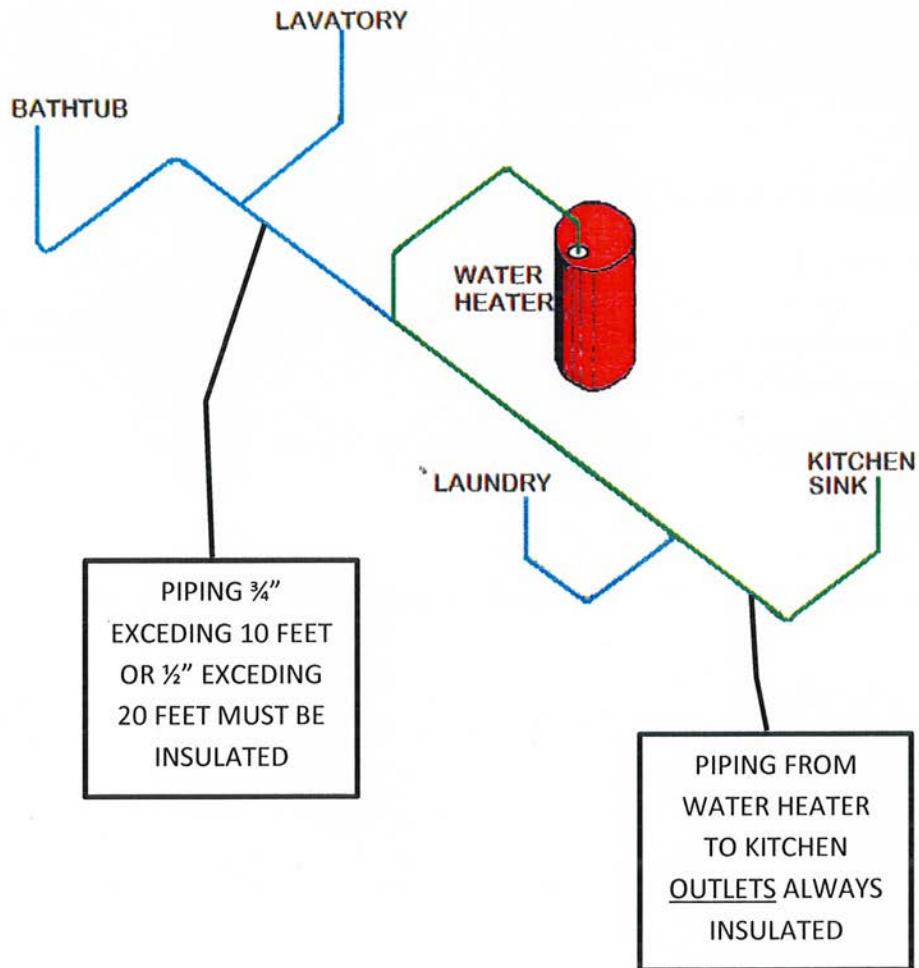 LAVATORY
BATHTUB
WATER
HEATER
LAUNDRY
KITCHEN
SINK
PIPING ¾”
EXCEDING 10 FEET
OR ½” EXCEDING
20 FEET MUST BE
INSULATED
PIPING FROM
WATER HEATER
TO KITCHEN
OUTLETS ALWAYS
INSULATED